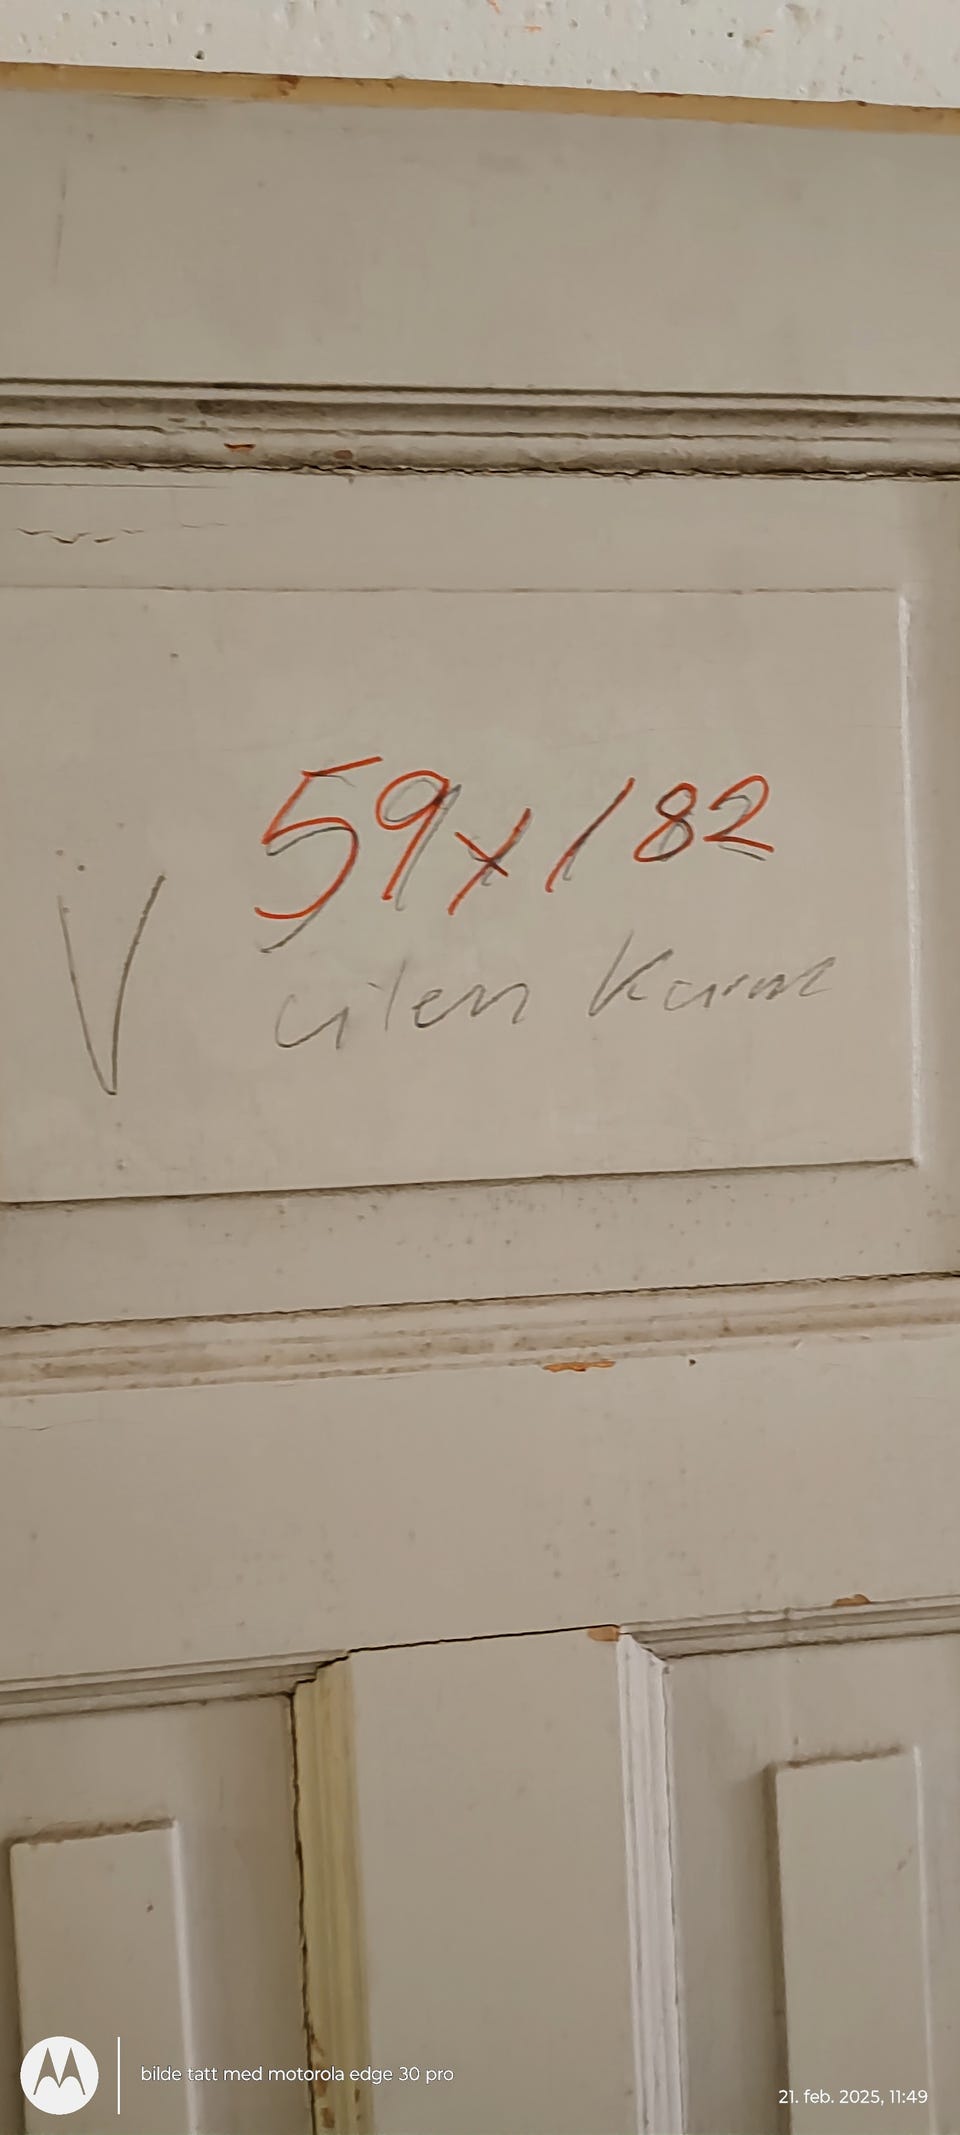 59x182
V uten Karm
bilde tatt med motorola edge 30 pro
21. feb. 2025, 11:49